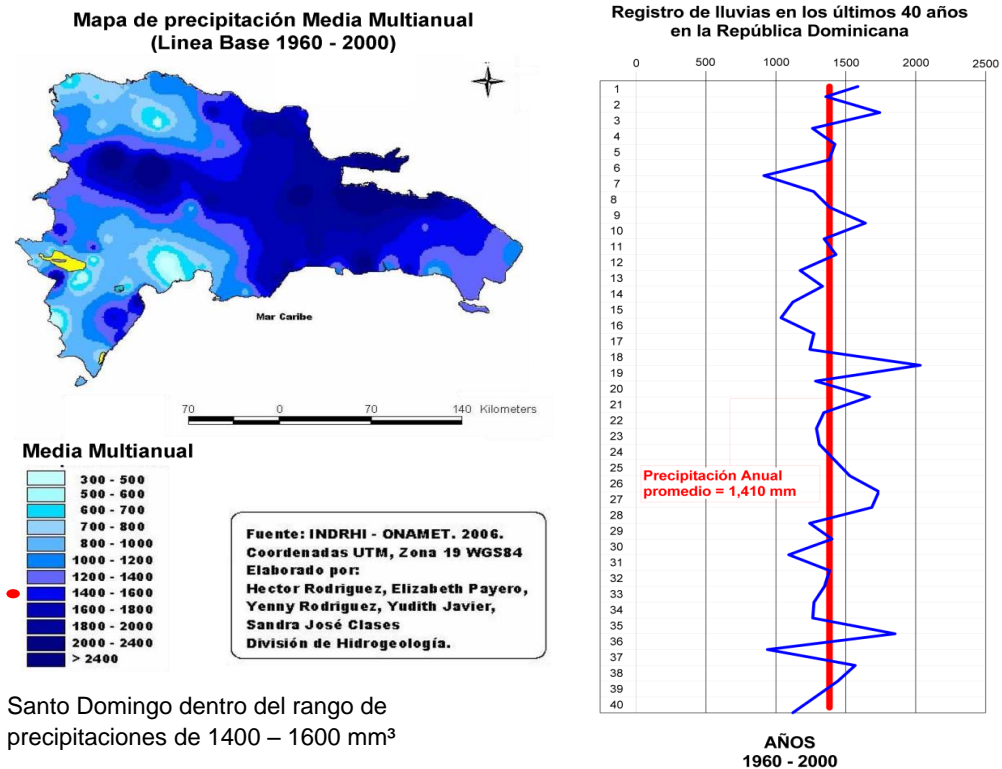 Mapa de precipitación Media Multianual
(Linea Base 1960 - 2000)
Mar Caribe
70 0 70 140 Kilometers
Media Multianual
300 - 500
500 - 600
600 - 700
700 - 800
800 - 1000
1000 - 1200
1200 - 1400
1400 - 1600
1600 - 1800
1800 - 2000
2000 - 2400
> 2400
Fuente: INDRHI - ONAMET. 2006.
Coordenadas UTM, Zona 19 WGS84
Elaborado por:
Hector Rodriguez, Elizabeth Payero,
Yenny Rodriguez, Yudith Javier,
Sandra José Clases
División de Hidrogeología.
Santo Domingo dentro del rango de
precipitaciones de 1400 – 1600 mm³
Registro de lluvias en los últimos 40 años
en la República Dominicana
0 500 1000 1500 2000 2500
1
2
3
4
5
6
7
8
9
10
11
12
13
14
15
16
17
18
19
20
21
22
23
24
25
26
27
28
29
30
31
32
33
34
35
36
37
38
39
40
Precipitación Anual
promedio = 1,410 mm
AÑOS
1960 - 2000